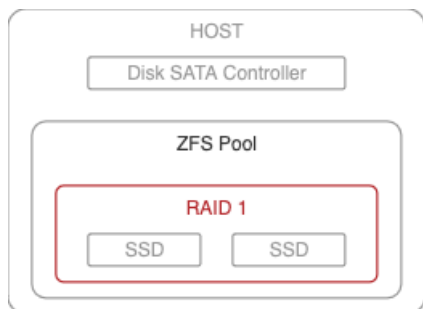 HOST
Disk SATA Controller
ZFS Pool
RAID 1
SSD SSD